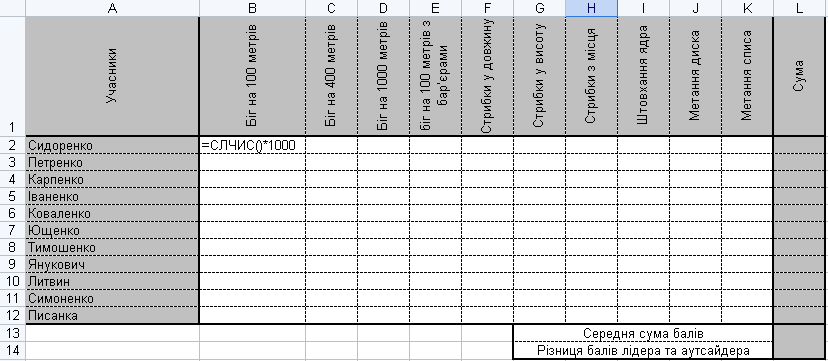 A B C D E F G H I J K L
1 Учасники Біг на 100 метрів Біг на 400 метрів Біг на 1000 метрів біг на 100 метрів з бар'єрами Стрибки у довжину Стрибки у висоту Стрибки з місця Штовхання ядра Метання диска Метання списа Сума
2 Сидоренко =СЛЧИС()*1000
3 Петренко
4 Карпенко
5 Іваненко
6 Коваленко
7 Ющенко
8 Тимошенко
9 Янукович
10 Литвин
11 Симоненко
12 Писанка
13 Середня сума балів
14 Різниця балів лідера та аутсайдера